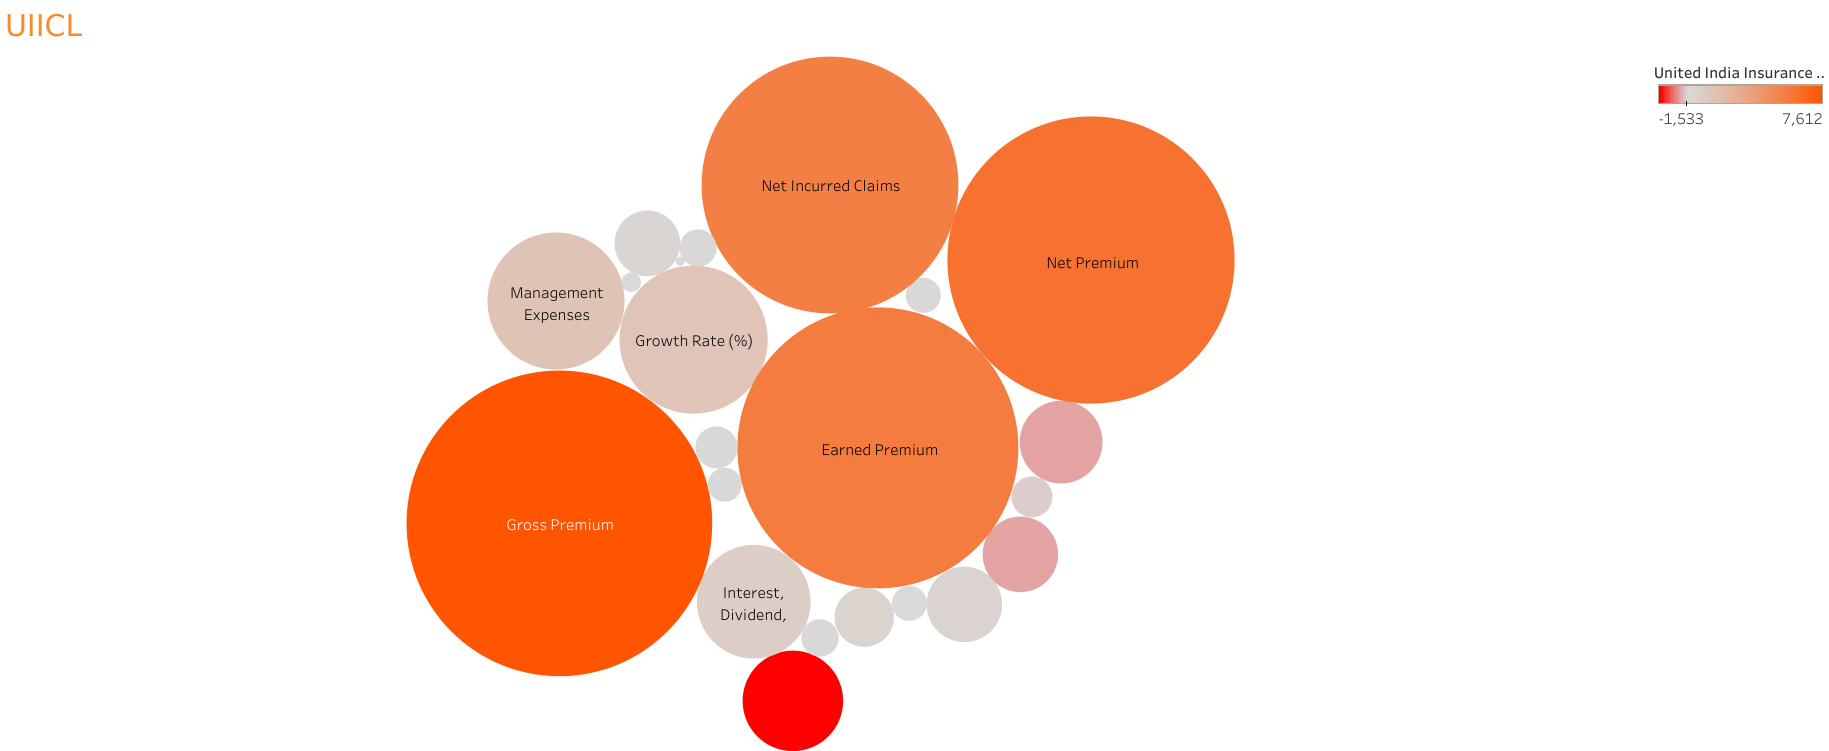 UIICL
United India Insurance ..
-1,533
7,612
Net Incurred Claims
Net Premium
Management
Expenses
Growth Rate (%)
Earned Premium
Gross Premium
Interest,
Dividend,